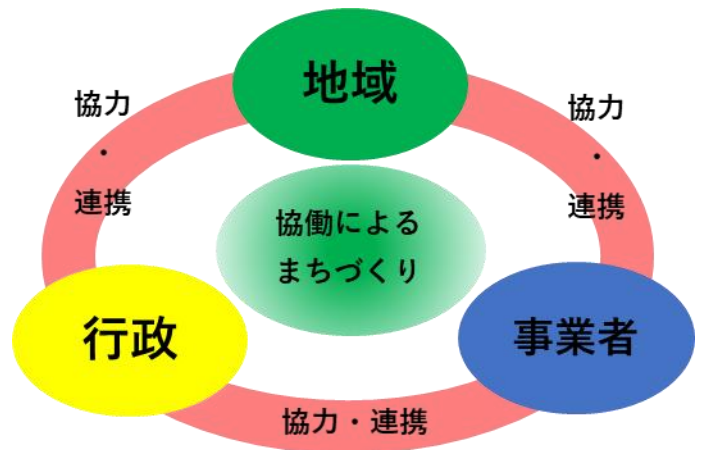 地域
協力
・
連携
協力
・
連携
協働による
まちづくり
行政
事業者
協力・連携